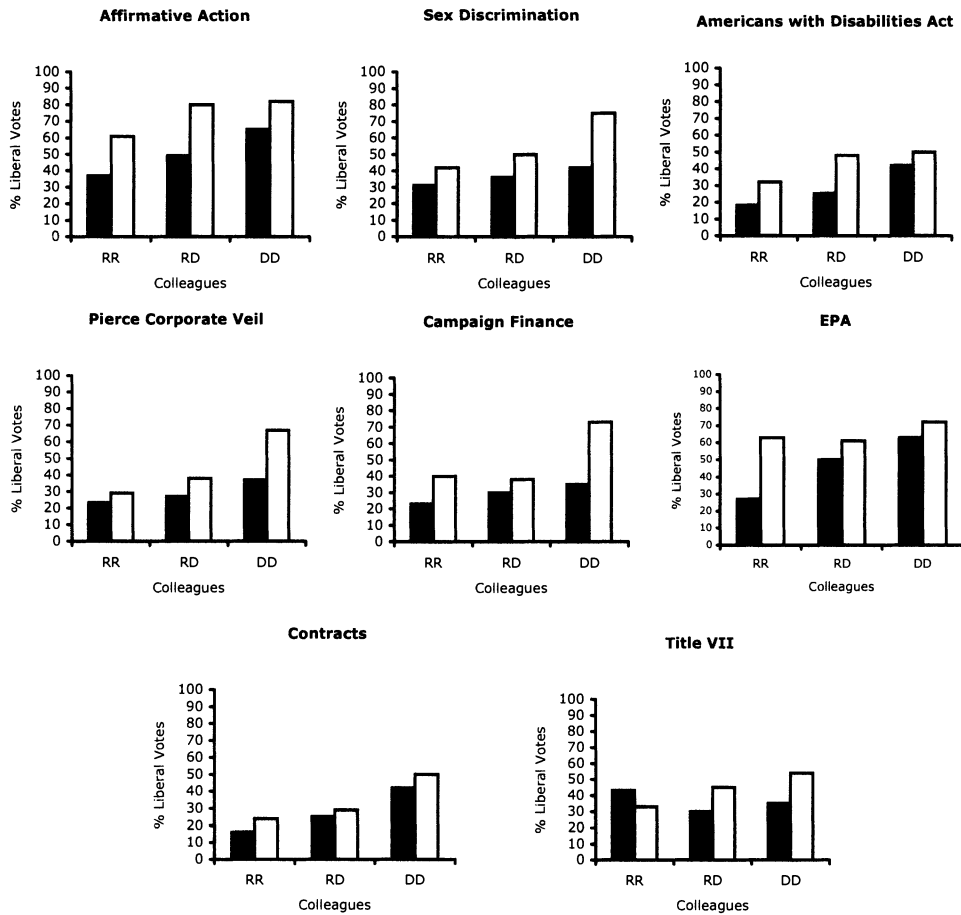 Affirmative Action
% Liberal Votes
100
90
80
70
60
50
40
30
20
10
0
RR RD DD
Colleagues
Sex Discrimination
% Liberal Votes
100
90
80
70
60
50
40
30
20
10
0
RR RD DD
Colleagues
Americans with Disabilities Act
% Liberal Votes
100
90
80
70
60
50
40
30
20
10
0
RR RD DD
Colleagues
Pierce Corporate Veil
% Liberal Votes
100
90
80
70
60
50
40
30
20
10
0
RR RD DD
Colleagues
Campaign Finance
% Liberal Votes
100
90
80
70
60
50
40
30
20
10
0
RR RD DD
Colleagues
EPA
% Liberal Votes
100
90
80
70
60
50
40
30
20
10
0
RR RD DD
Colleagues
Contracts
% Liberal Votes
100
90
80
70
60
50
40
30
20
10
0
RR RD DD
Colleagues
Title VII
% Liberal Votes
100
90
80
70
60
50
40
30
20
10
0
RR RD DD
Colleagues